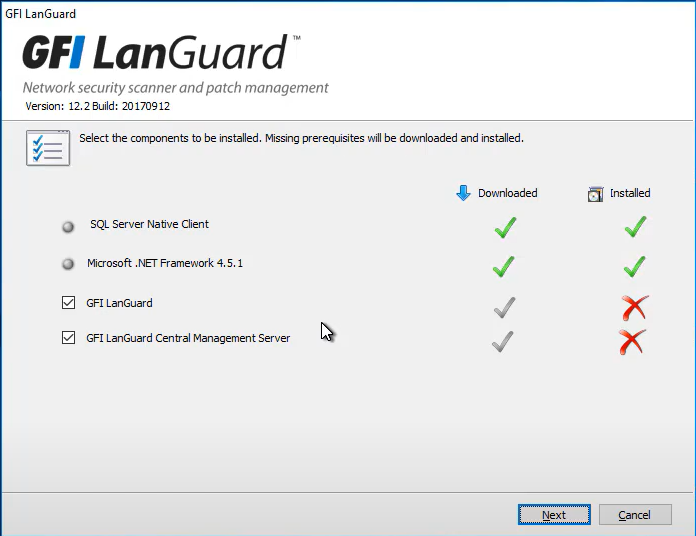 GFI LanGuard
GFI LanGuard™
Network security scanner and patch management
Version: 12.2 Build: 20170912
Select the components to be installed. Missing prerequisites will be downloaded and installed.
Downloaded Installed
SQL Server Native Client
Microsoft .NET Framework 4.5.1
GFI LanGuard
GFI LanGuard Central Management Server
Next Cancel